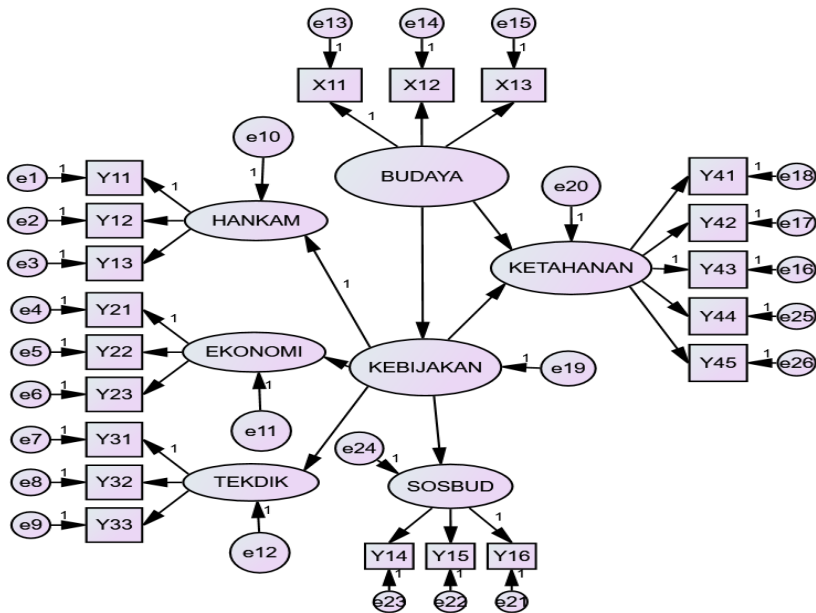 e13 e14 e15
1 1 1
X11 X12 X13
1
e10
1
BUDAYA
e20
1
e1 1 Y11
1
e2 1 Y12
HANKAM
e3 1 Y13
Y41 1 e18
Y42 1 e17
KETAHANAN
1 Y43 1 e16
Y44 1 e25
Y45 1 e26
1
e4 1 Y21
1
e5 1 Y22
EKONOMI
e6 1 Y23
1
e11
KEBIJAKAN
1 e19
e7 1 Y31
1
e8 1 Y32
TEKDIK
e9 1 Y33
1
e12
e24
1
SOSBUD
1
Y14 Y15 Y16
1 1 1
e23 e22 e21